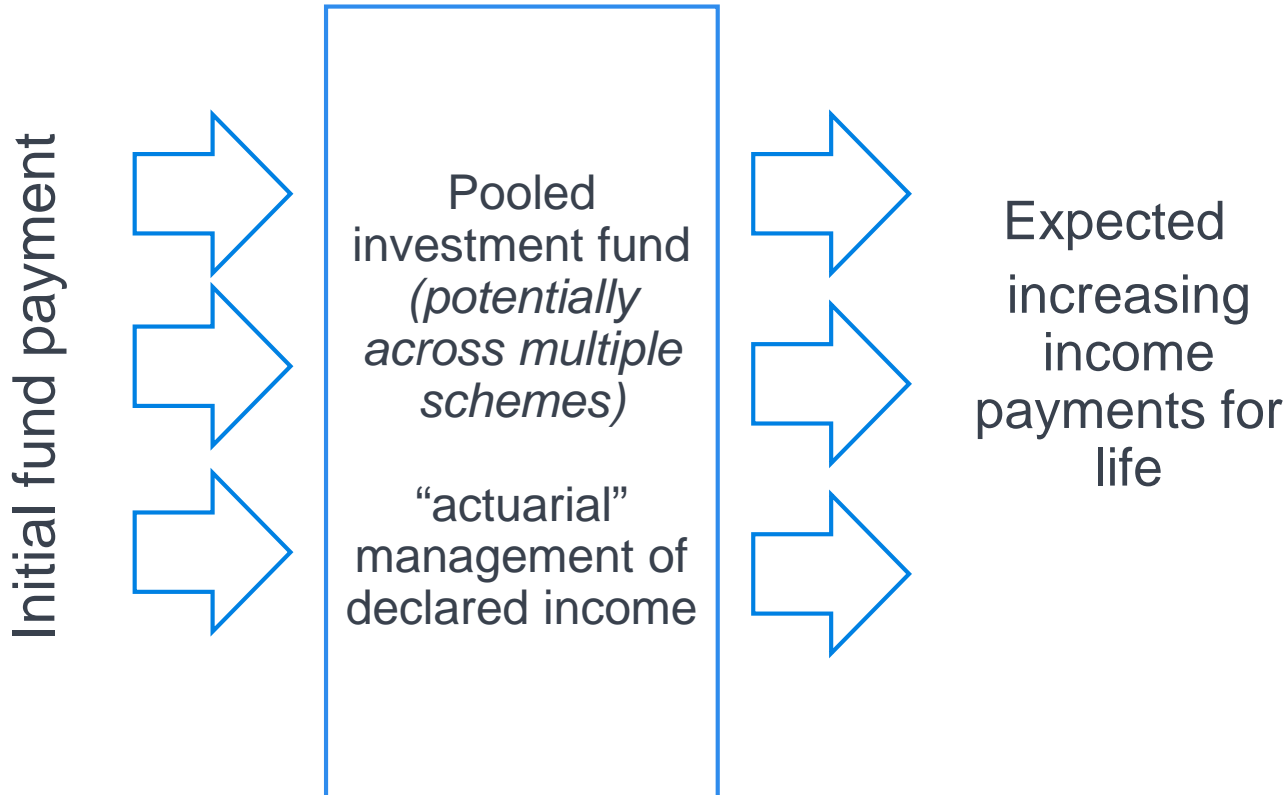 Initial fund payment
Pooled
investment fund
(potentially
across multiple
schemes)
“actuarial”
management of
declared income
Expected
increasing
income
payments for
life